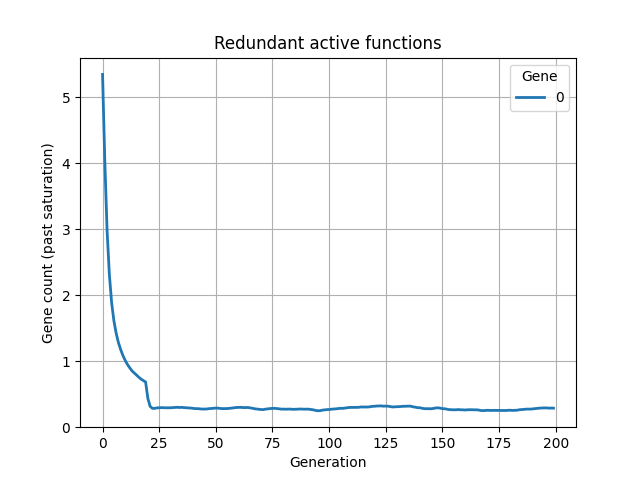 Redundant active functions
Gene
0
Gene count (past saturation)
5
4
3
2
1
0
0 25 50 75 100 125 150 175 200
Generation